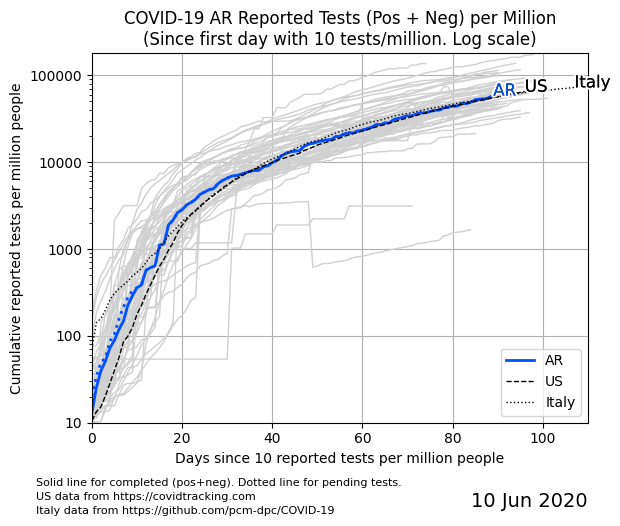 COVID-19 AR Reported Tests (Pos + Neg) per Million
(Since first day with 10 tests/million. Log scale)
Cumulative reported tests per million people
100000
10000
1000
100
10
AR
US
Italy
AR
US
Italy
0
20
40
60
80
100
Days since 10 reported tests per million people
Solid line for completed (pos+neg). Dotted line for pending tests.
US data from https://covidtracking.com
Italy data from https://github.com/pcm-dpc/COVID-19
10 Jun 2020